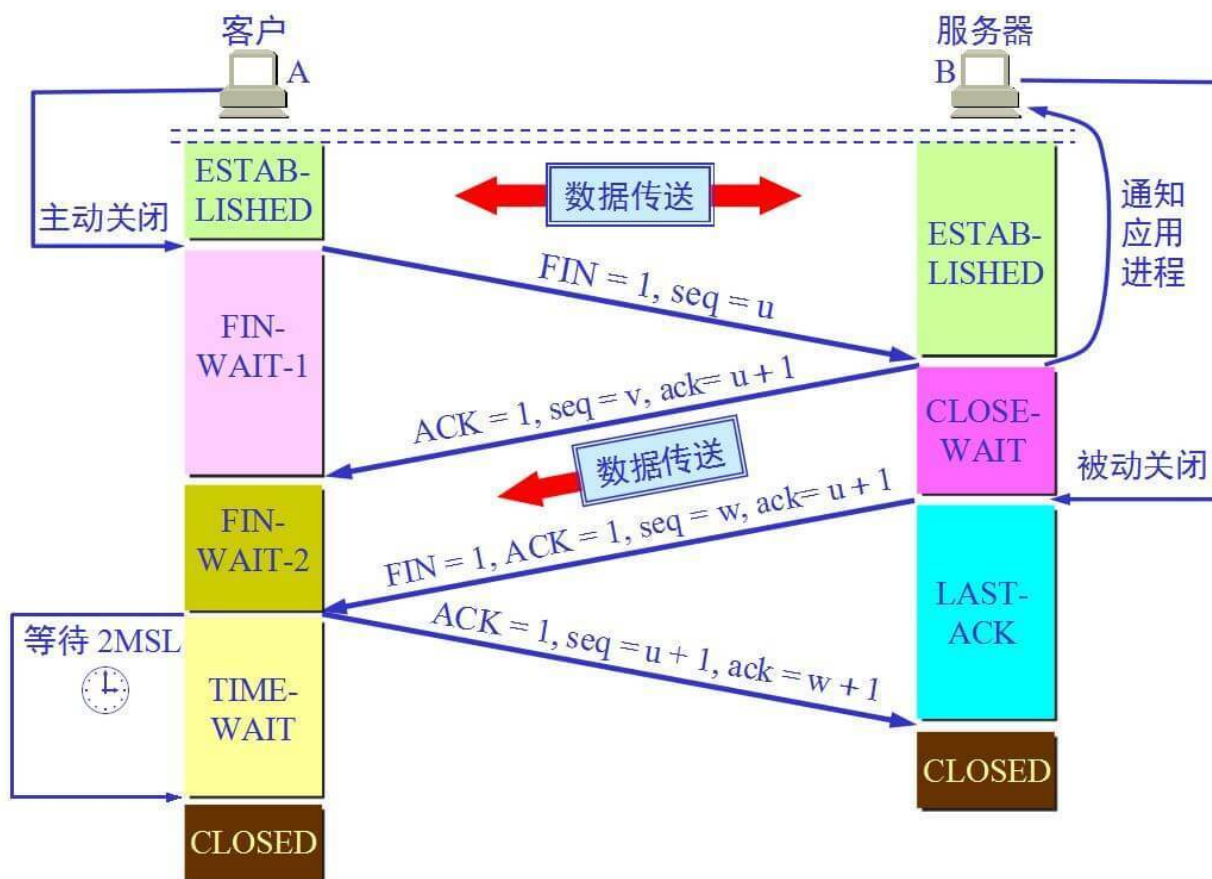 客户
A
服务器
B
ESTAB-
LISHED
数据传送
主动关闭
通知
应用
进程
ESTAB-
LISHED
FIN = 1, seq = u
FIN-
WAIT-1
ACK = 1, seq = v, ack= u + 1
CLOSE-
WAIT
数据传送
被动关闭
FIN-
WAIT-2
FIN = 1, ACK = 1, seq = w, ack= u + 1
LAST-
ACK
等待 2MSL
ACK = 1, seq = u + 1, ack = w + 1
TIME-
WAIT
CLOSED
CLOSED